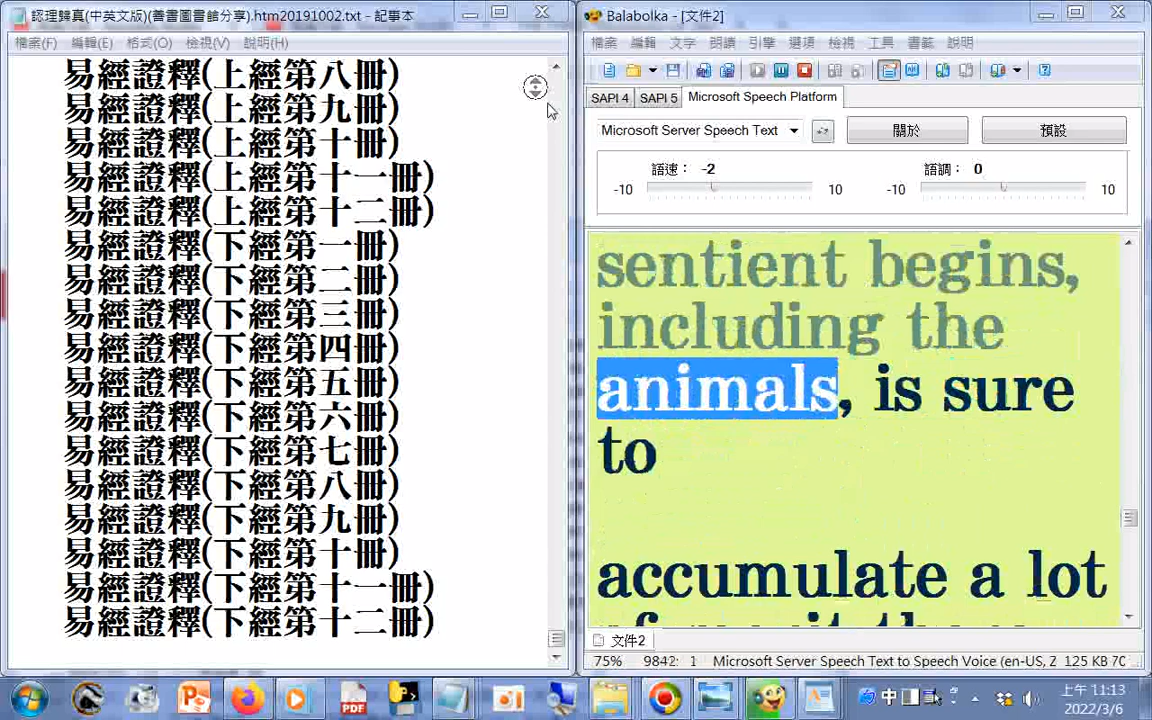 認理歸真(中英文版)(善書圖書館分享).htm20191002.txt - 記事本
檔案(F) 編輯(E) 格式(O) 檢視(V) 說明(H)
易經證釋(上經第八冊)
易經證釋(上經第九冊)
易經證釋(上經第十冊)
易經證釋(上經第十一冊)
易經證釋(上經第十二冊)
易經證釋(下經第一冊)
易經證釋(下經第二冊)
易經證釋(下經第三冊)
易經證釋(下經第四冊)
易經證釋(下經第五冊)
易經證釋(下經第六冊)
易經證釋(下經第七冊)
易經證釋(下經第八冊)
易經證釋(下經第九冊)
易經證釋(下經第十冊)
易經證釋(下經第十一冊)
易經證釋(下經第十二冊)
Balabolka - [文件2]
檔案 編輯 文字 朗讀 引擎 選項 檢視 工具 書籤 說明
SAPI 4 SAPI 5 Microsoft Speech Platform
Microsoft Server Speech Text 關於 預設
語速： -2 語調： 0
-10 10 -10 10
sentient begins,
including the
animals, is sure
to
accumulate a lot
文件2
75% 9842: 1 Microsoft Server Speech Text to Speech Voice (en-US, Z 125 KB
PDF
中
上午 11:13
2022/3/6